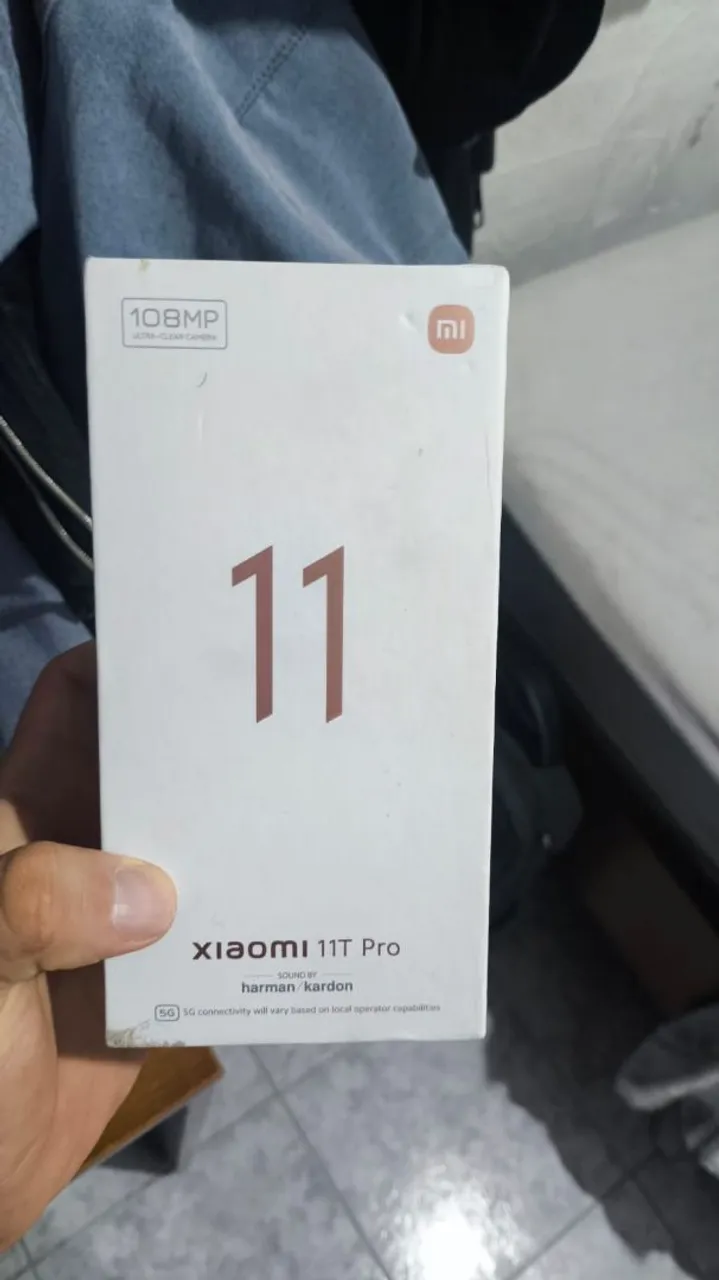 108MP
ULTRA-CLEAR CAMERA
mi
11
xiaomi 11T Pro
SOUND BY
harman/kardon
5G 5G connectivity will vary based on local operator capabilities